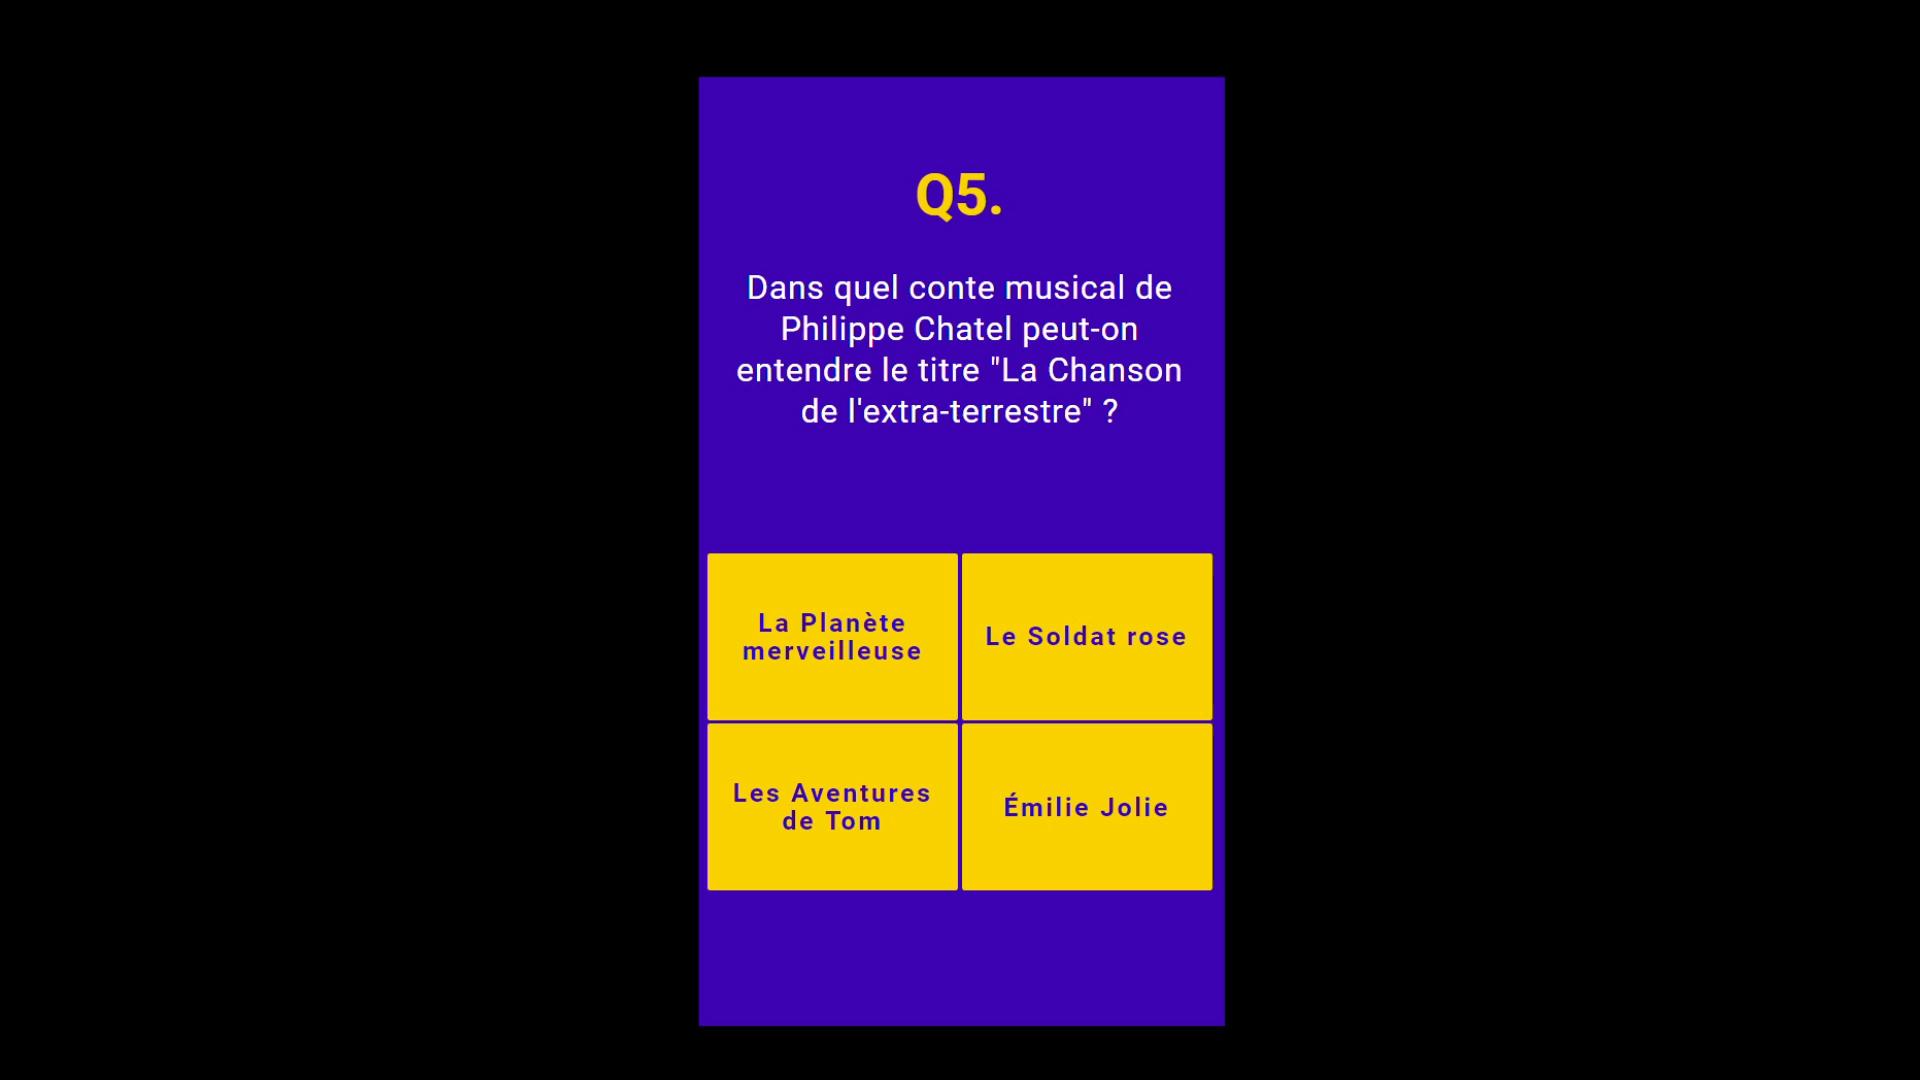 Q5.
Dans quel conte musical de
Philippe Chatel peut-on
entendre le titre "La Chanson
de l'extra-terrestre" ?
La Planète
merveilleuse
Le Soldat rose
Les Aventures
de Tom
Émilie Jolie